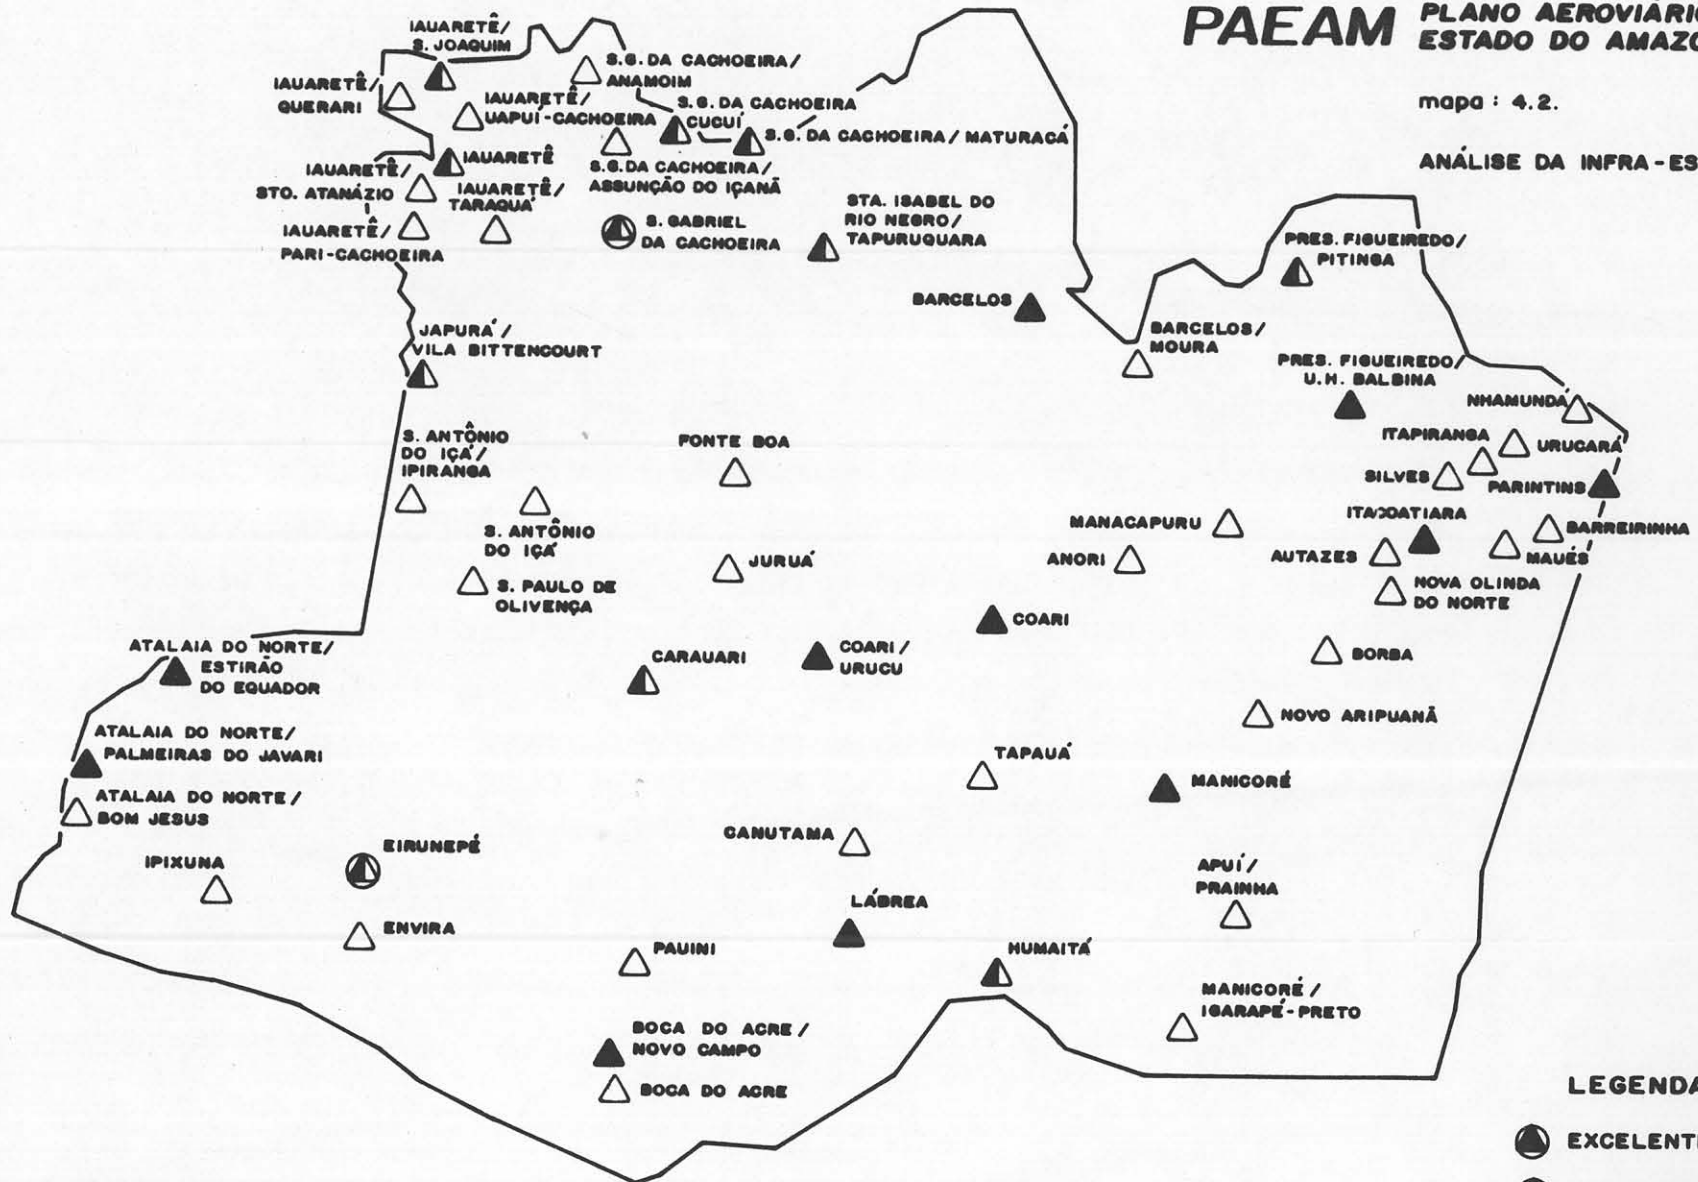 PAEAM
PLANO AEROVIÁRIO
ESTADO DO
mapa : 4.2.
ANÁLISE DA
IAUARETÊ/
S. JOAQUIM
IAUARETÊ/
QUERARI
S.G. DA CACHOEIRA/
ANAMOIM
IAUARETÊ/
UAPUÍ-CACHOEIRA
S.G. DA CACHOEIRA
CUCUÍ
S.G. DA CACHOEIRA/ MATURACÁ
IAUARETÊ
S.G. DA CACHOEIRA/
ASSUNÇÃO DO IÇANÃ
IAUARETÊ/
STO. ATANÁZIO
IAUARETÊ/
TARAQUÁ
IAUARETÊ/
PARI-CACHOEIRA
S. GABRIEL
DA CACHOEIRA
STA. ISABEL DO
RIO NEGRO/
TAPURUQUARA
PRES. FIGUEIREDO/
PITINGA
BARCELOS
BARCELOS/
MOURA
JAPURÁ/
VILA BITTENCOURT
PRES. FIGUEIREDO/
U.H. BALBINA
NHAMUNDA
S. ANTÔNIO
DO IÇÁ/
IPIRANGA
FONTE BOA
ITAPIRANGA
URUCARÁ
SILVES
PARINTINS
S. ANTÔNIO
DO IÇÁ
MANACAPURU
ITACOATIARA
BARREIRINHA
ANORI
AUTAZES
MAUÉS
JURUÁ
S. PAULO DE
OLIVENÇA
NOVA OLINDA
DO NORTE
COARI
ATALAIA DO NORTE/
ESTIRÃO
DO EQUADOR
CARAUARI
COARI/
URUCU
BORBA
NOVO ARIPUANÃ
ATALAIA DO NORTE/
PALMEIRAS DO JAVARI
TAPAUÁ
MANICORÉ
ATALAIA DO NORTE/
BOM JESUS
CANUTAMA
EIRUNEPÉ
IPIXUNA
APUÍ/
PRAINHA
LÁBREA
ENVIRA
PAUINI
HUMAITÁ
MANICORÉ/
IGARAPÉ-PRETO
BOCA DO ACRE/
NOVO CAMPO
BOCA DO ACRE
LEGENDA